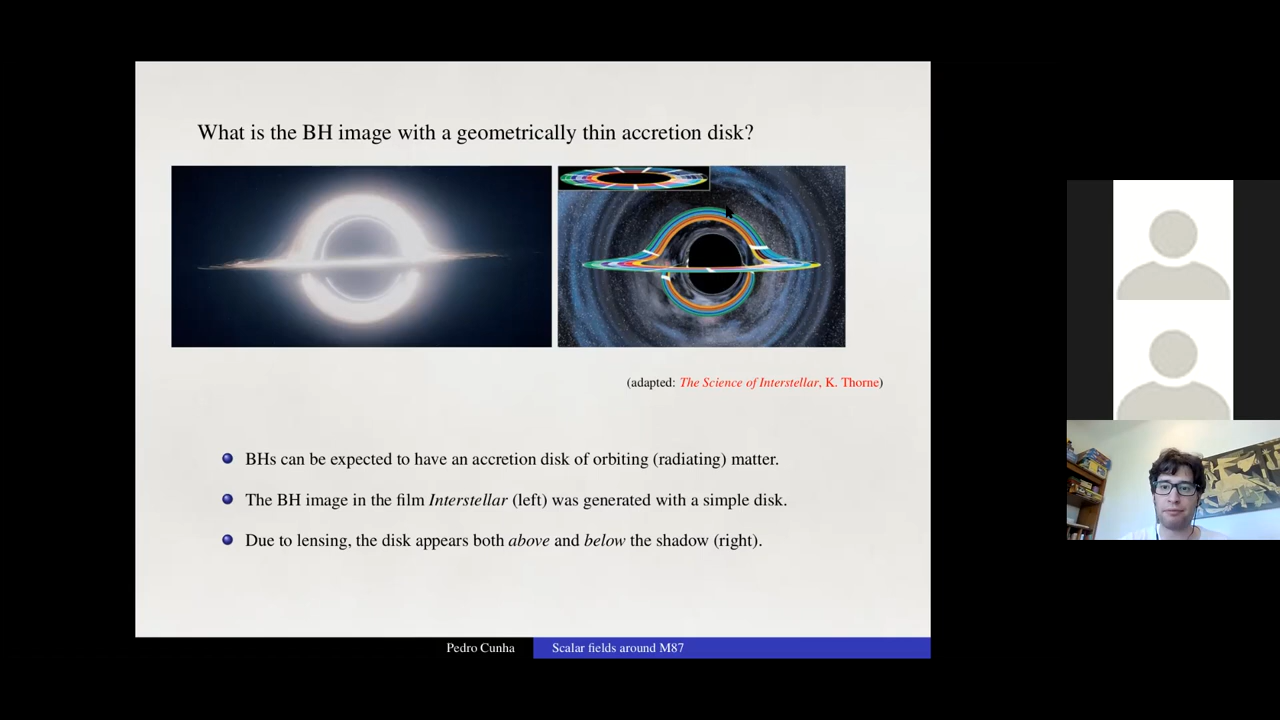 What is the BH image with a geometrically thin accretion disk?
(adapted: The Science of Interstellar, K. Thorne)
BHs can be expected to have an accretion disk of orbiting (radiating) matter.
The BH image in the film Interstellar (left) was generated with a simple disk.
Due to lensing, the disk appears both above and below the shadow (right).
Pedro Cunha
Scalar fields around M87